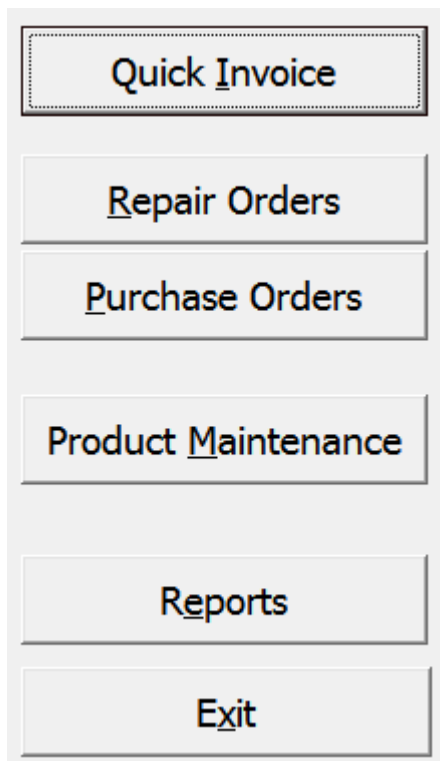 Quick Invoice
Repair Orders
Purchase Orders
Product Maintenance
Reports
Exit